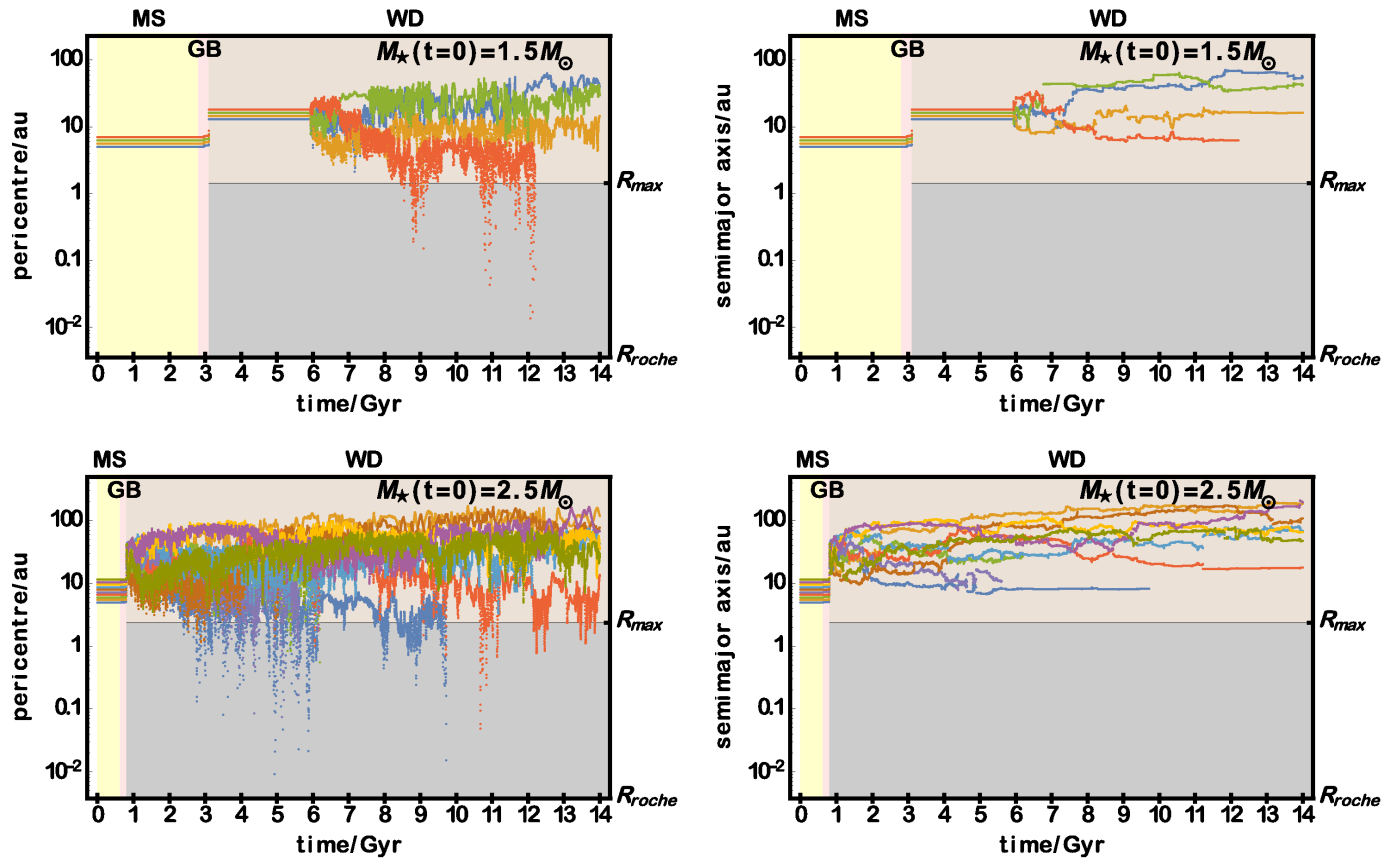 MS WD
GB M★(t=0)=1.5M⊙
pericentre/au
100
10
1
0.1
10⁻²
R_max
R_roche
0 1 2 3 4 5 6 7 8 9 10 11 12 13 14
time/Gyr
MS WD
GB M★(t=0)=1.5M⊙
semimajor axis/au
100
10
1
0.1
10⁻²
R_max
R_roche
0 1 2 3 4 5 6 7 8 9 10 11 12 13 14
time/Gyr
MS WD
GB M★(t=0)=2.5M⊙
pericentre/au
100
10
1
0.1
10⁻²
R_max
R_roche
0 1 2 3 4 5 6 7 8 9 10 11 12 13 14
time/Gyr
MS WD
GB M★(t=0)=2.5M⊙
semimajor axis/au
100
10
1
0.1
10⁻²
R_max
R_roche
0 1 2 3 4 5 6 7 8 9 10 11 12 13 14
time/Gyr